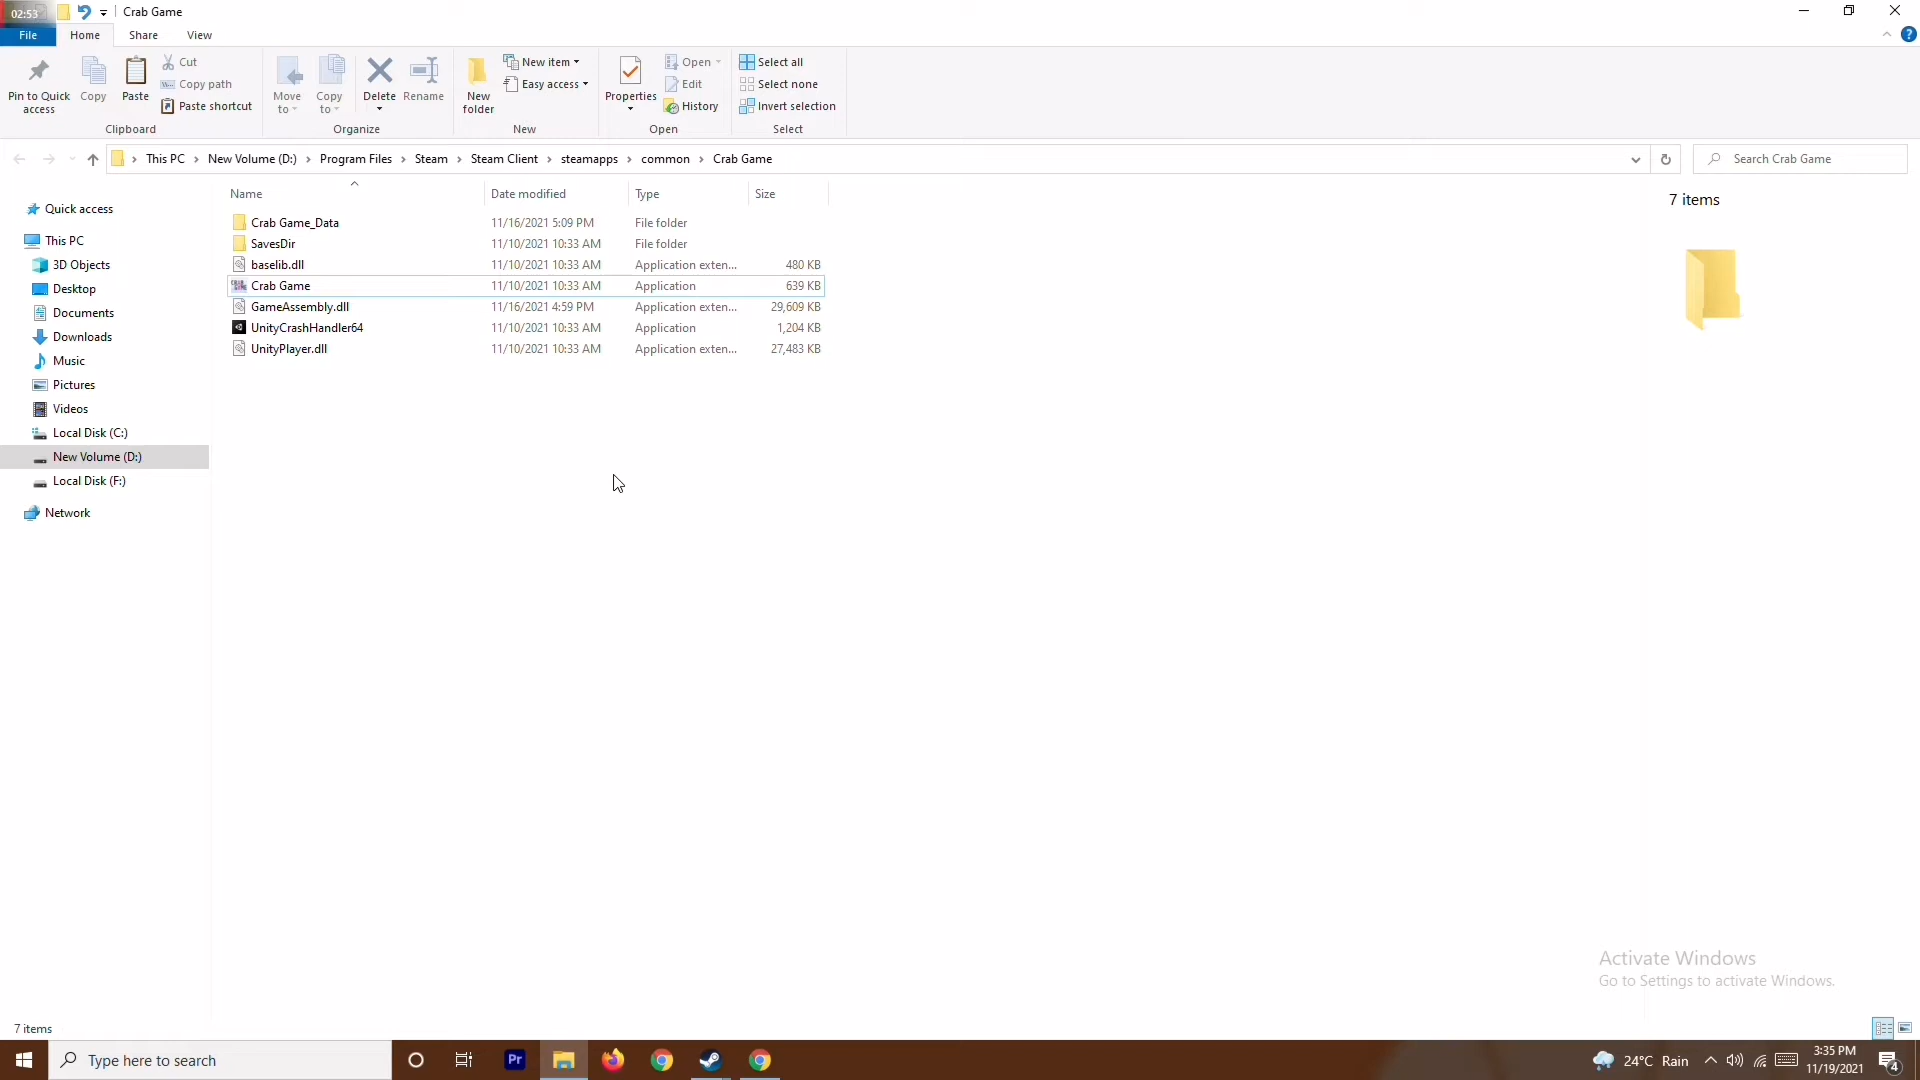 02:53 Crab Game
File Home Share View
Pin to Quick access
Copy
Paste
Cut
Copy path
Paste shortcut
Clipboard
Move to
Copy to
Delete
Rename
Organize
New folder
New item
Easy access
New
Properties
Open
Edit
History
Open
Select all
Select none
Invert selection
Select
This PC › New Volume (D:) › Program Files › Steam › Steam Client › steamapps › common › Crab Game
Search Crab Game
Quick access
This PC
3D Objects
Desktop
Documents
Downloads
Music
Pictures
Videos
Local Disk (C:)
New Volume (D:)
Local Disk (F:)
Network
Name Date modified Type Size
Crab Game_Data 11/16/2021 5:09 PM File folder
SavesDir 11/10/2021 10:33 AM File folder
baselib.dll 11/10/2021 10:33 AM Application exten... 480 KB
Crab Game 11/10/2021 10:33 AM Application 639 KB
GameAssembly.dll 11/16/2021 4:59 PM Application exten... 29,609 KB
UnityCrashHandler64 11/10/2021 10:33 AM Application 1,204 KB
UnityPlayer.dll 11/10/2021 10:33 AM Application exten... 27,483 KB
7 items
Activate Windows
Go to Settings to activate Windows.
7 items
Type here to search
Pr
24°C Rain
3:35 PM
11/19/2021
4